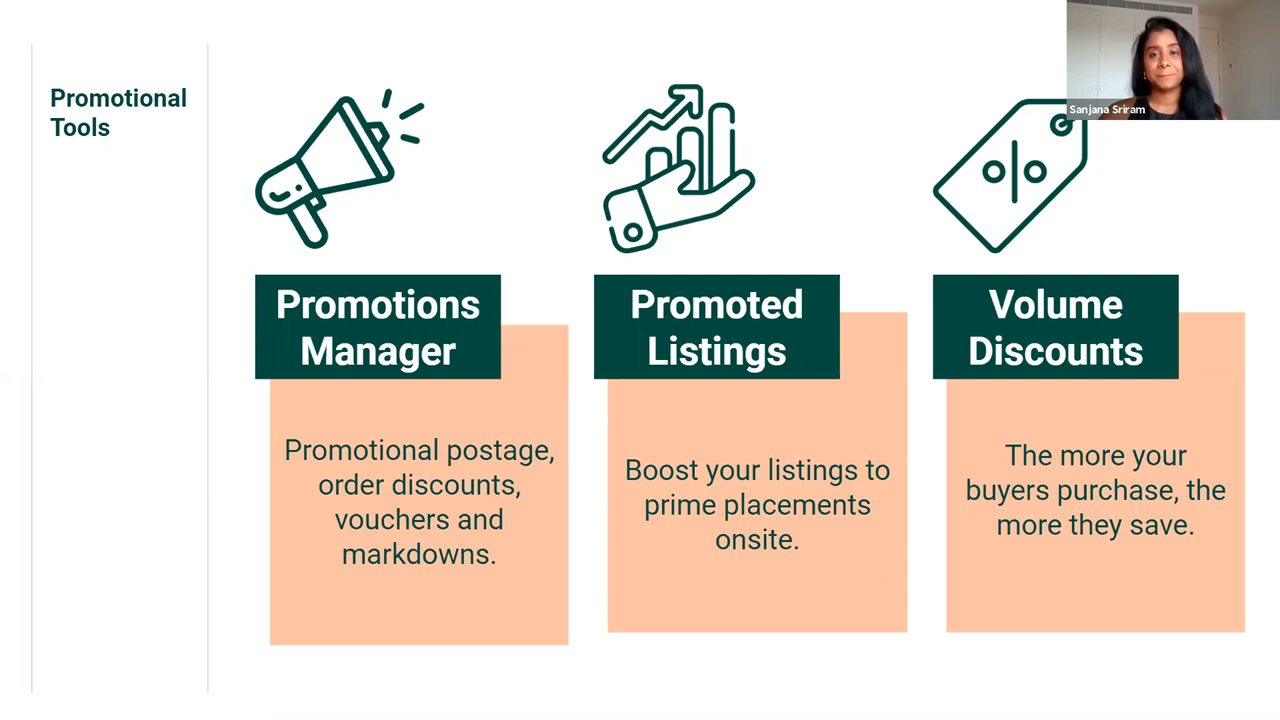 Promotional
Tools
Sanjana Sriram
Promotions
Manager
Promotional postage,
order discounts,
vouchers and
markdowns.
Promoted
Listings
Boost your listings to
prime placements
onsite.
Volume
Discounts
The more your
buyers purchase, the
more they save.